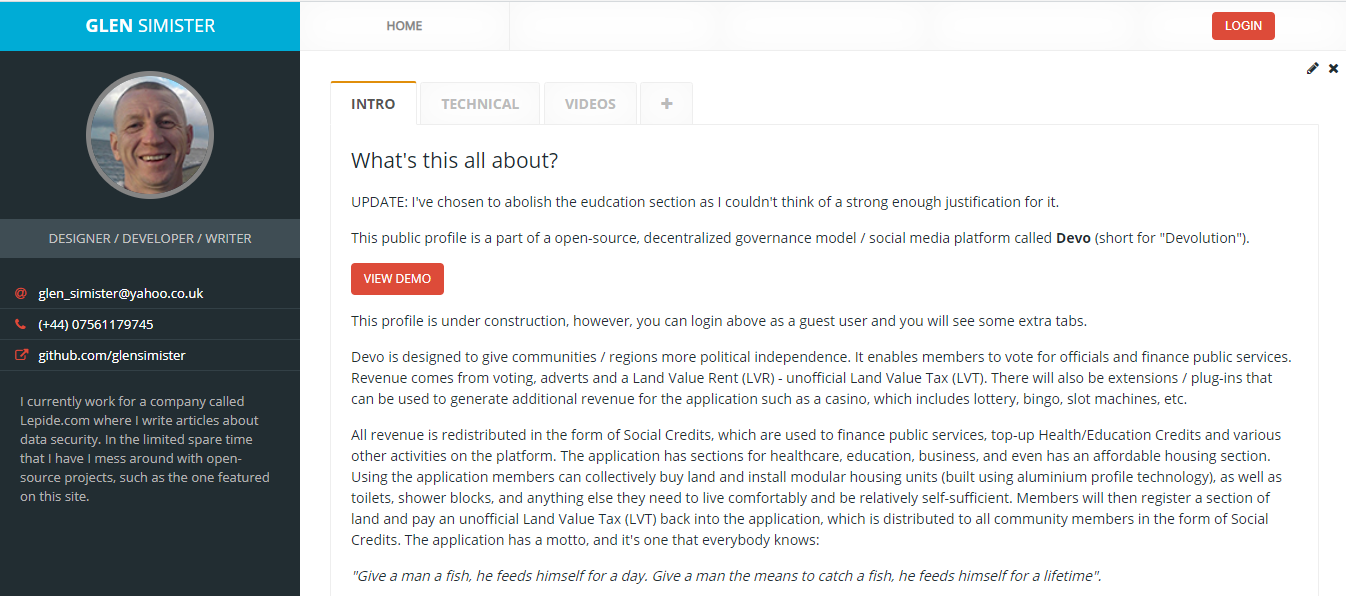 GLEN SIMISTER
HOME
LOGIN
INTRO
TECHNICAL
VIDEOS
+
DESIGNER / DEVELOPER / WRITER
@ glen_simister@yahoo.co.uk
(+44) 07561179745
github.com/glensimister
I currently work for a company called
Lepide.com where I write articles about
data security. In the limited spare time
that I have I mess around with open-
source projects, such as the one featured
on this site.
What's this all about?
UPDATE: I've chosen to abolish the eudcation section as I couldn't think of a strong enough justification for it.
This public profile is a part of a open-source, decentralized governance model / social media platform called Devo (short for "Devolution").
VIEW DEMO
This profile is under construction, however, you can login above as a guest user and you will see some extra tabs.
Devo is designed to give communities / regions more political independence. It enables members to vote for officials and finance public services.
Revenue comes from voting, adverts and a Land Value Rent (LVR) - unofficial Land Value Tax (LVT). There will also be extensions / plug-ins that
can be used to generate additional revenue for the application such as a casino, which includes lottery, bingo, slot machines, etc.
All revenue is redistributed in the form of Social Credits, which are used to finance public services, top-up Health/Education Credits and various
other activities on the platform. The application has sections for healthcare, education, business, and even has an affordable housing section.
Using the application members can collectively buy land and install modular housing units (built using aluminium profile technology), as well as
toilets, shower blocks, and anything else they need to live comfortably and be relatively self-sufficient. Members will then register a section of
land and pay an unofficial Land Value Tax (LVT) back into the application, which is distributed to all community members in the form of Social
Credits. The application has a motto, and it's one that everybody knows:
"Give a man a fish, he feeds himself for a day. Give a man the means to catch a fish, he feeds himself for a lifetime".